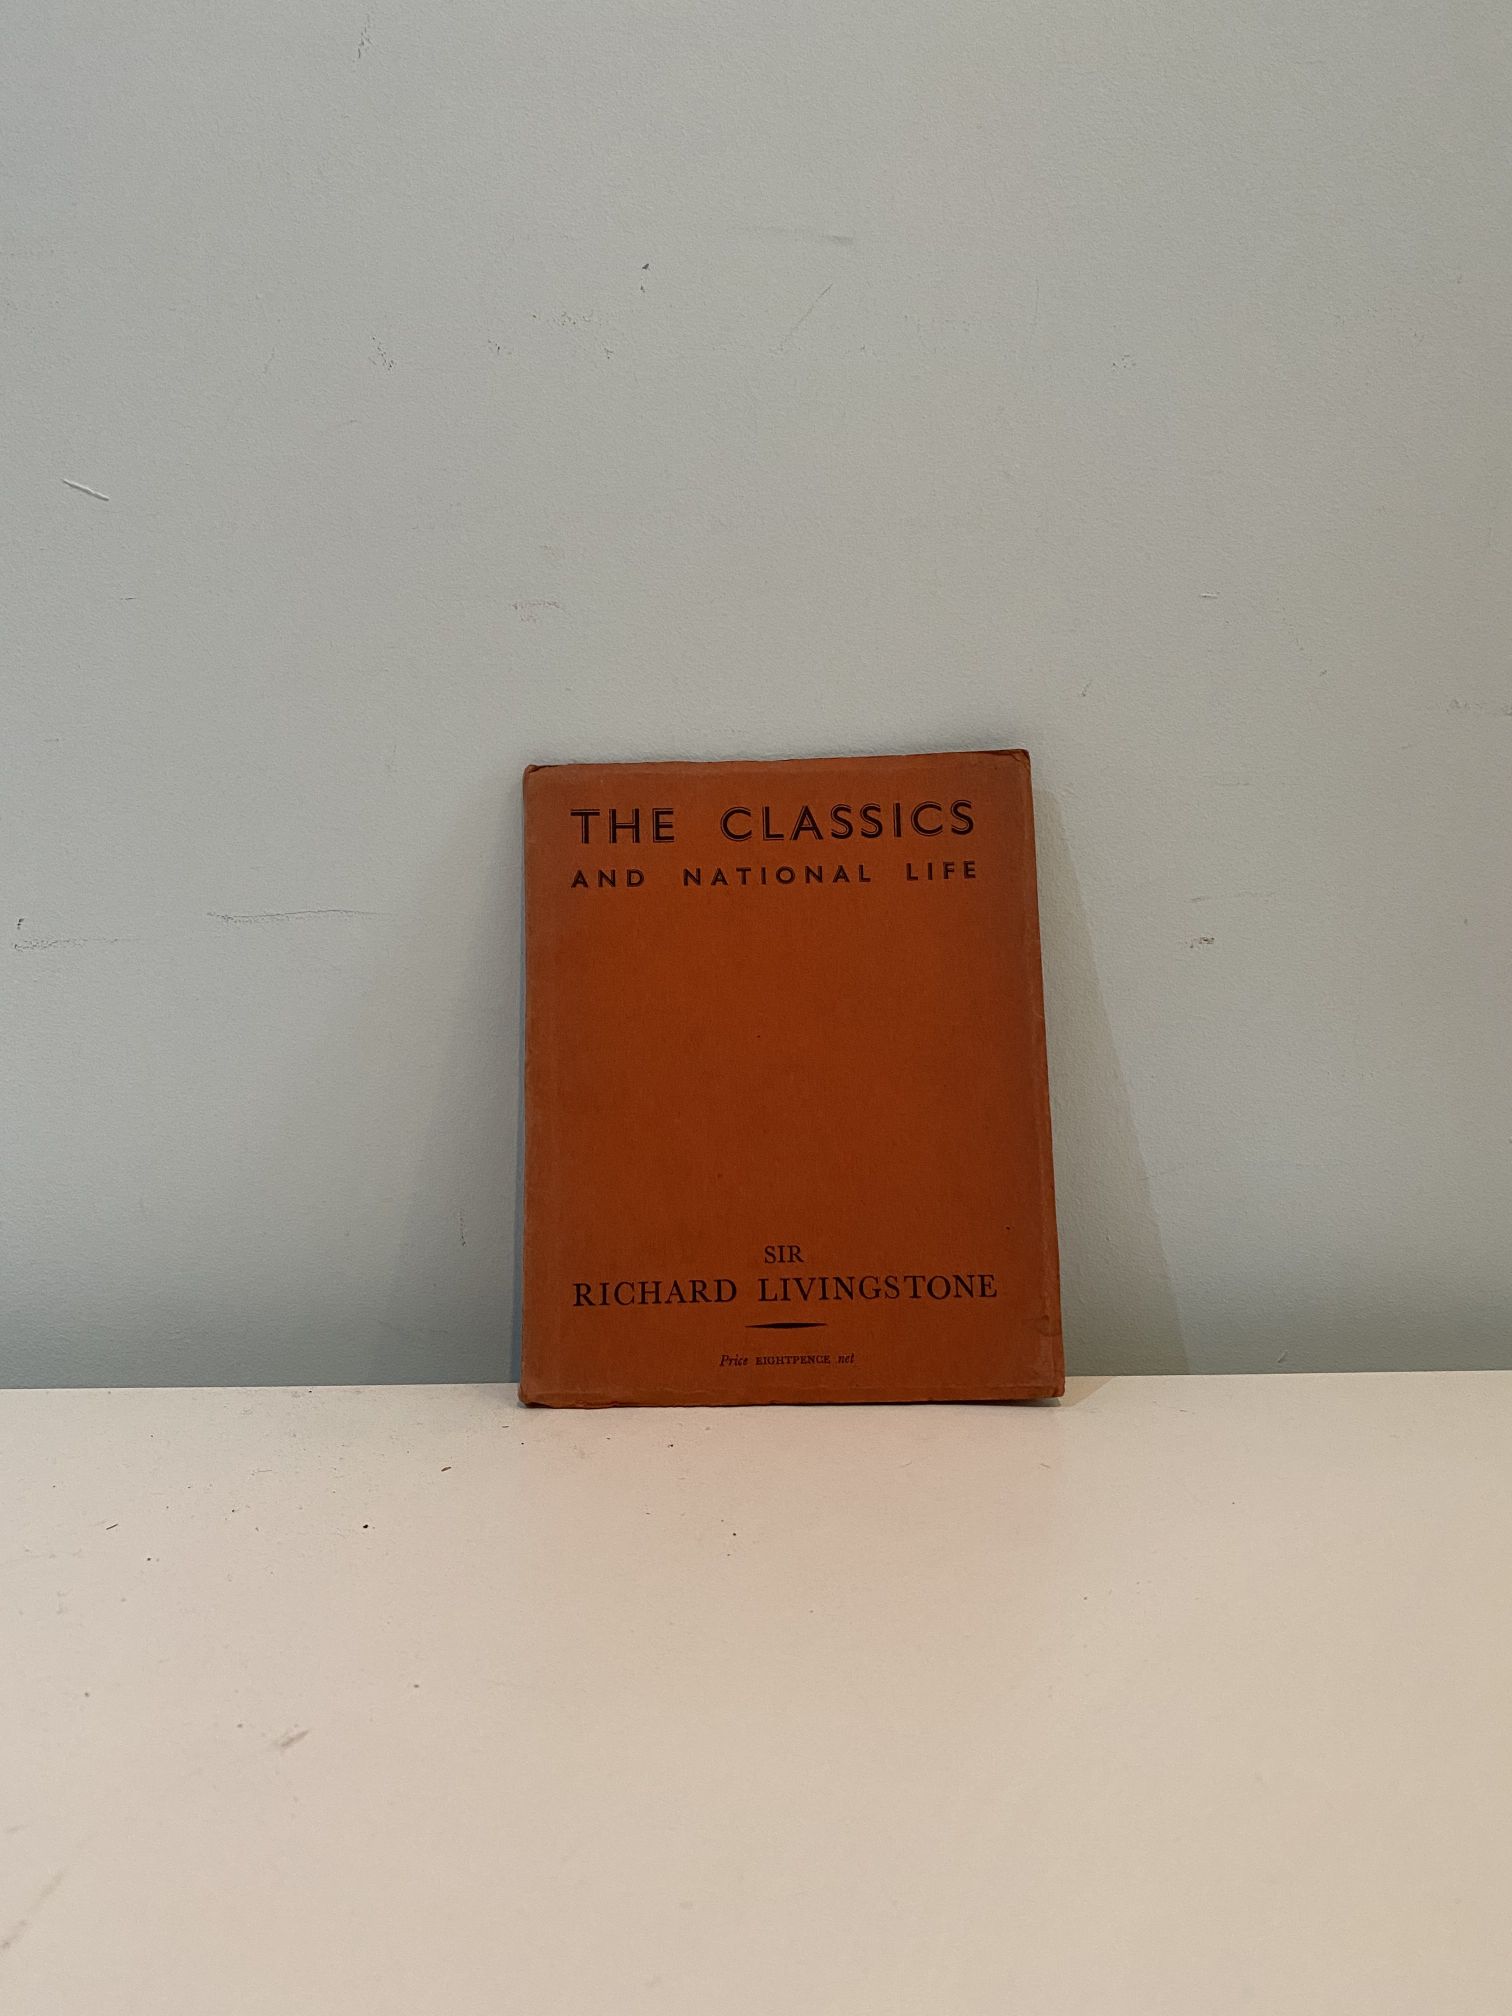 THE CLASSICS
AND NATIONAL LIFE
SIR
RICHARD LIVINGSTONE
Price EIGHTPENCE net